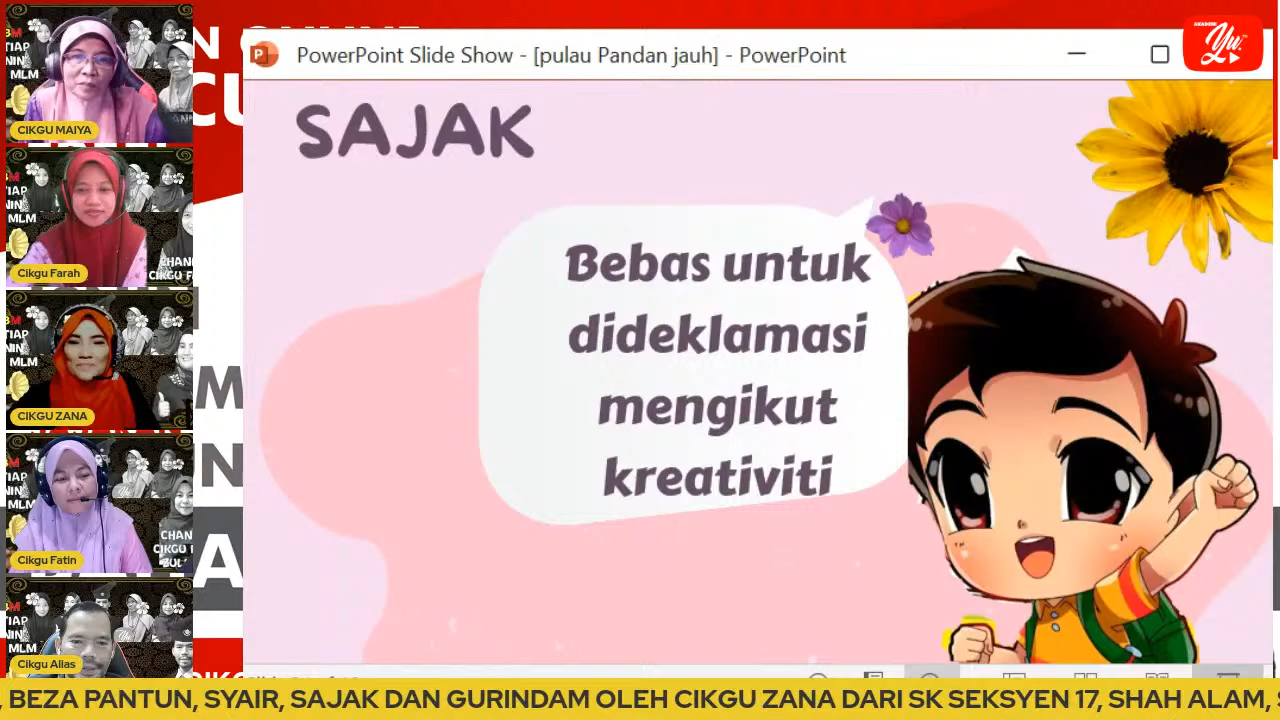 PowerPoint Slide Show - [pulau Pandan jauh] - PowerPoint
AKADEMI
Yu
SAJAK
Bebas untuk
dideklamasi
mengikut
kreativiti
CIKGU MAIYA
Cikgu Farah
CIKGU ZANA
Cikgu Fatin
Cikgu Alias
BEZA PANTUN, SYAIR, SAJAK DAN GURINDAM OLEH CIKGU ZANA DARI SK SEKSYEN 17, SHAH ALAM,